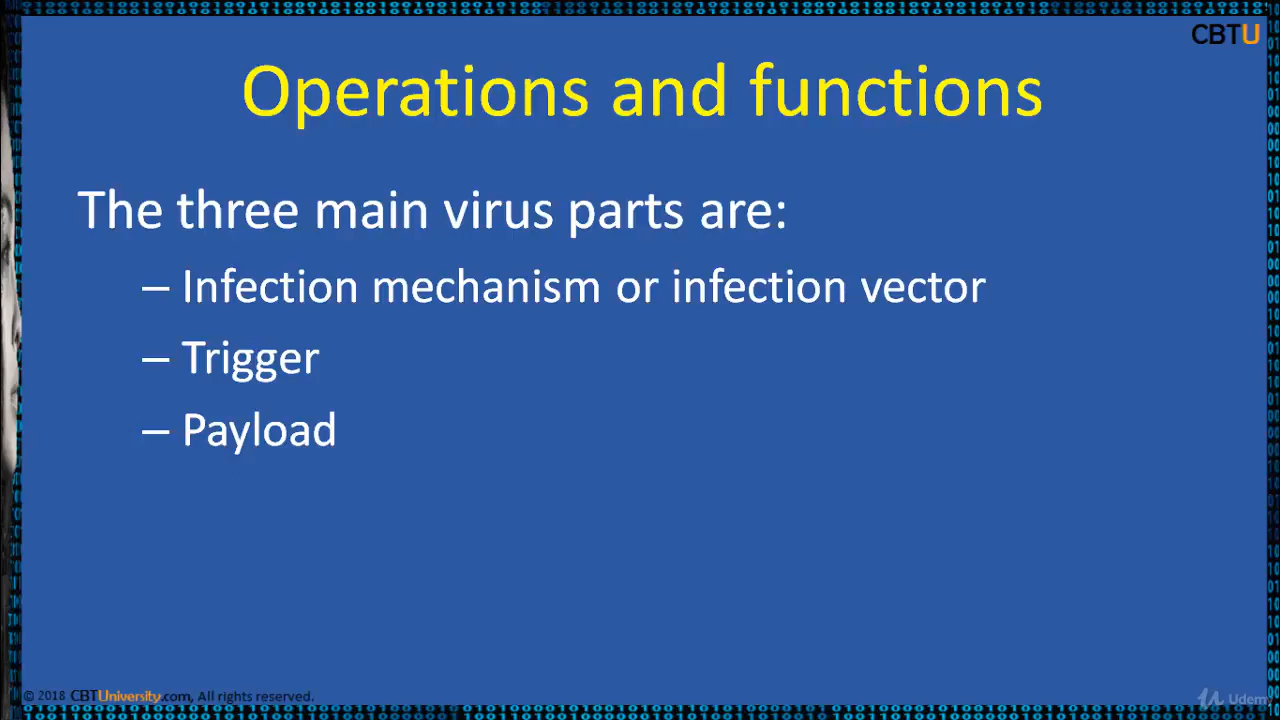 CBTU
Operations and functions
The three main virus parts are:
– Infection mechanism or infection vector
– Trigger
– Payload
© 2018 CBTUniversity.com, All rights reserved.
Udemy